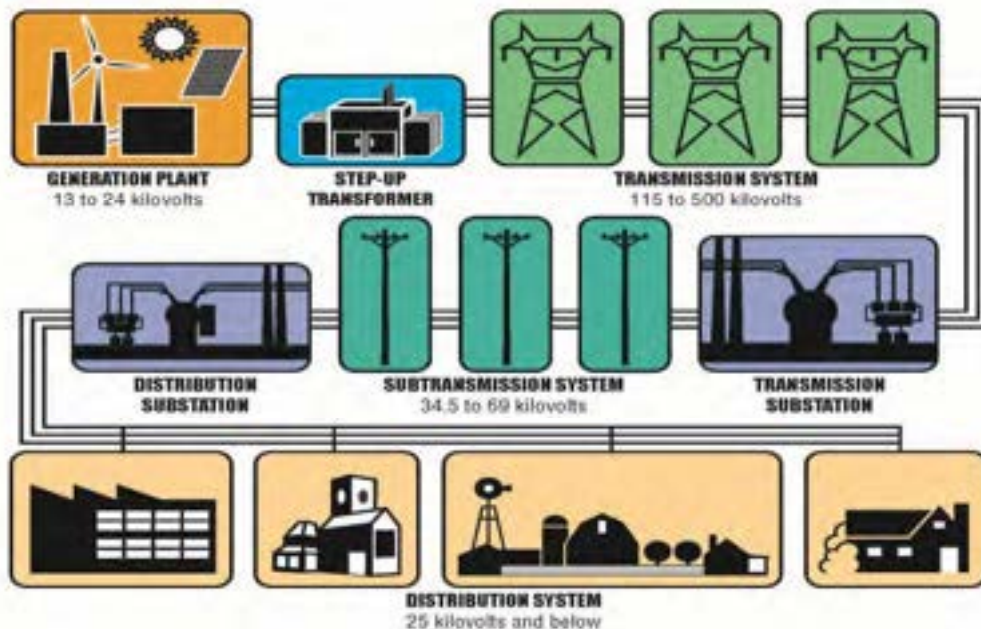 GENERATION PLANT
13 to 24 kilovolts
STEP-UP
TRANSFORMER
TRANSMISSION SYSTEM
115 to 500 kilovolts
DISTRIBUTION
SUBSTATION
SUBTRANSMISSION SYSTEM
34.5 to 69 kilovolts
TRANSMISSION
SUBSTATION
DISTRIBUTION SYSTEM
25 kilovolts and below